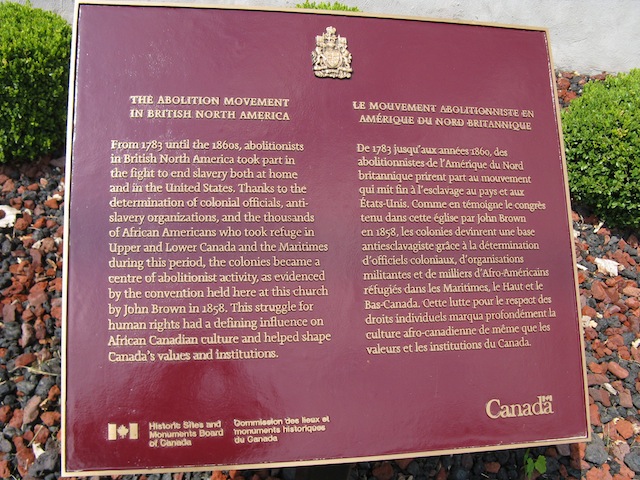 THE ABOLITION MOVEMENT
IN BRITISH NORTH AMERICA
From 1783 until the 1860s, abolitionists
in British North America took part in
the fight to end slavery both at home
and in the United States. Thanks to the
determination of colonial officials, anti-
slavery organizations, and the thousands
of African Americans who took refuge in
Upper and Lower Canada and the Maritimes
during this period, the colonies became a
centre of abolitionist activity, as evidenced
by the convention held here at this church
by John Brown in 1858. This struggle for
human rights had a defining influence on
African Canadian culture and helped shape
Canada's values and institutions.
LE MOUVEMENT ABOLITIONNISTE EN
AMÉRIQUE DU NORD BRITANNIQUE
De 1783 jusqu'aux années 1860, des
abolitionnistes de l'Amérique du Nord
britannique prirent part au mouvement
qui mit fin à l'esclavage au pays et aux
États-Unis. Comme en témoigne le congrès
tenu dans cette église par John Brown
en 1858, les colonies devinrent une base
antiesclavagiste grâce à la détermination
d'officiels coloniaux, d'organisations
militantes et de milliers d'Afro-Américains
réfugiés dans les Maritimes, le Haut et le
Bas-Canada. Cette lutte pour le respect des
droits individuels marqua profondément la
culture afro-canadienne de même que les
valeurs et les institutions du Canada.
Historic Sites and
Monuments Board
of Canada
Commission des lieux et
monuments historiques
du Canada
Canada